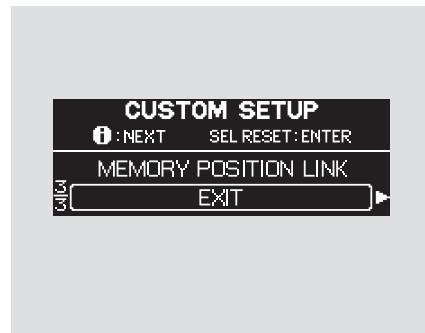 CUSTOM SETUP
i : NEXT SEL RESET : ENTER
MEMORY POSITION LINK
3/3
EXIT